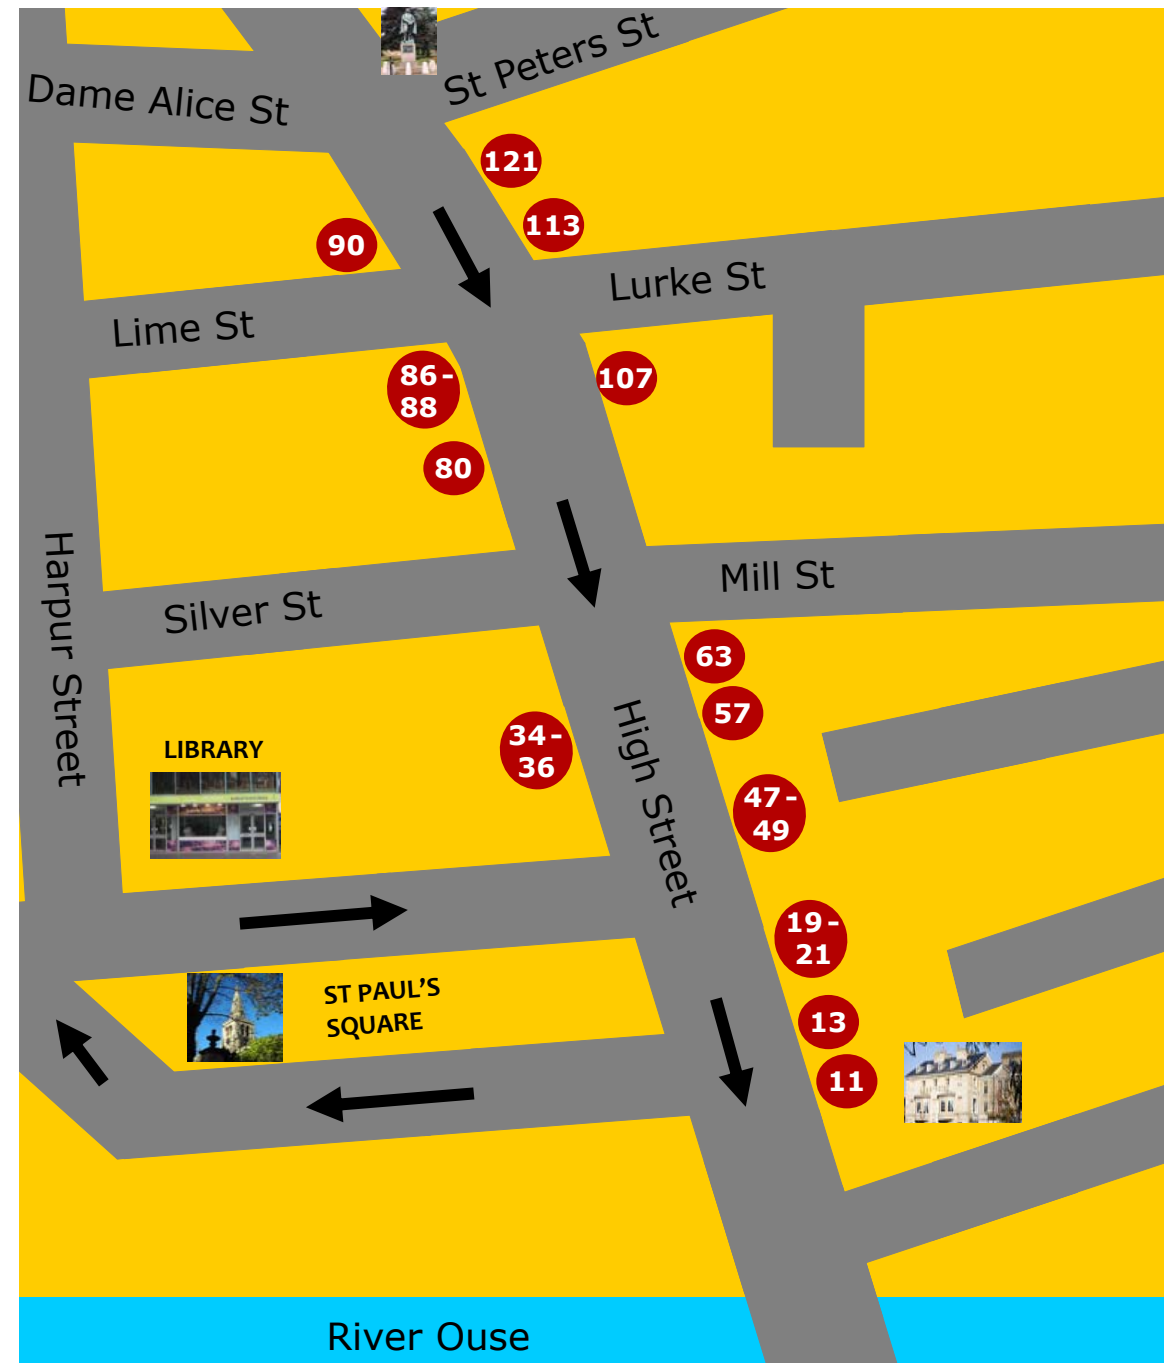 St Peters St
Dame Alice St
121
113
90
Lurke St
Lime St
86-
88
107
80
Harpur Street
Mill St
Silver St
63
57
High Street
34-
36
LIBRARY
47-
49
19-
21
ST PAUL'S
SQUARE
13
11
River Ouse